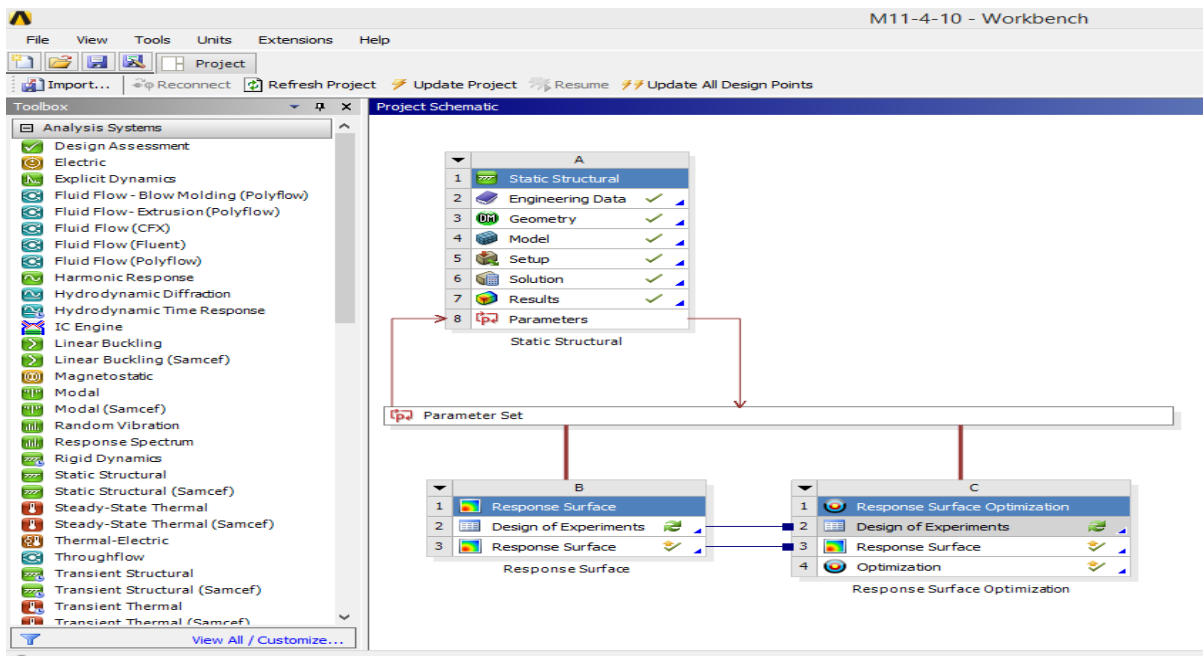 M11-4-10 - Workbench
File View Tools Units Extensions Help
Project
Import... Reconnect Refresh Project Update Project Resume Update All Design Points
Toolbox
Analysis Systems
Design Assessment
Electric
Explicit Dynamics
Fluid Flow - Blow Molding (Polyflow)
Fluid Flow - Extrusion (Polyflow)
Fluid Flow (CFX)
Fluid Flow (Fluent)
Fluid Flow (Polyflow)
Harmonic Response
Hydrodynamic Diffraction
Hydrodynamic Time Response
IC Engine
Linear Buckling
Linear Buckling (Samcef)
Magnetostatic
Modal
Modal (Samcef)
Random Vibration
Response Spectrum
Rigid Dynamics
Static Structural
Static Structural (Samcef)
Steady-State Thermal
Steady-State Thermal (Samcef)
Thermal-Electric
Throughflow
Transient Structural
Transient Structural (Samcef)
Transient Thermal
Transient Thermal (Samcef)
View All / Customize...
Project Schematic
A
1 Static Structural
2 Engineering Data
3 DM Geometry
4 Model
5 Setup
6 Solution
7 Results
8 Parameters
Static Structural
Parameter Set
B
1 Response Surface
2 Design of Experiments
3 Response Surface
Response Surface
C
1 Response Surface Optimization
2 Design of Experiments
3 Response Surface
4 Optimization
Response Surface Optimization